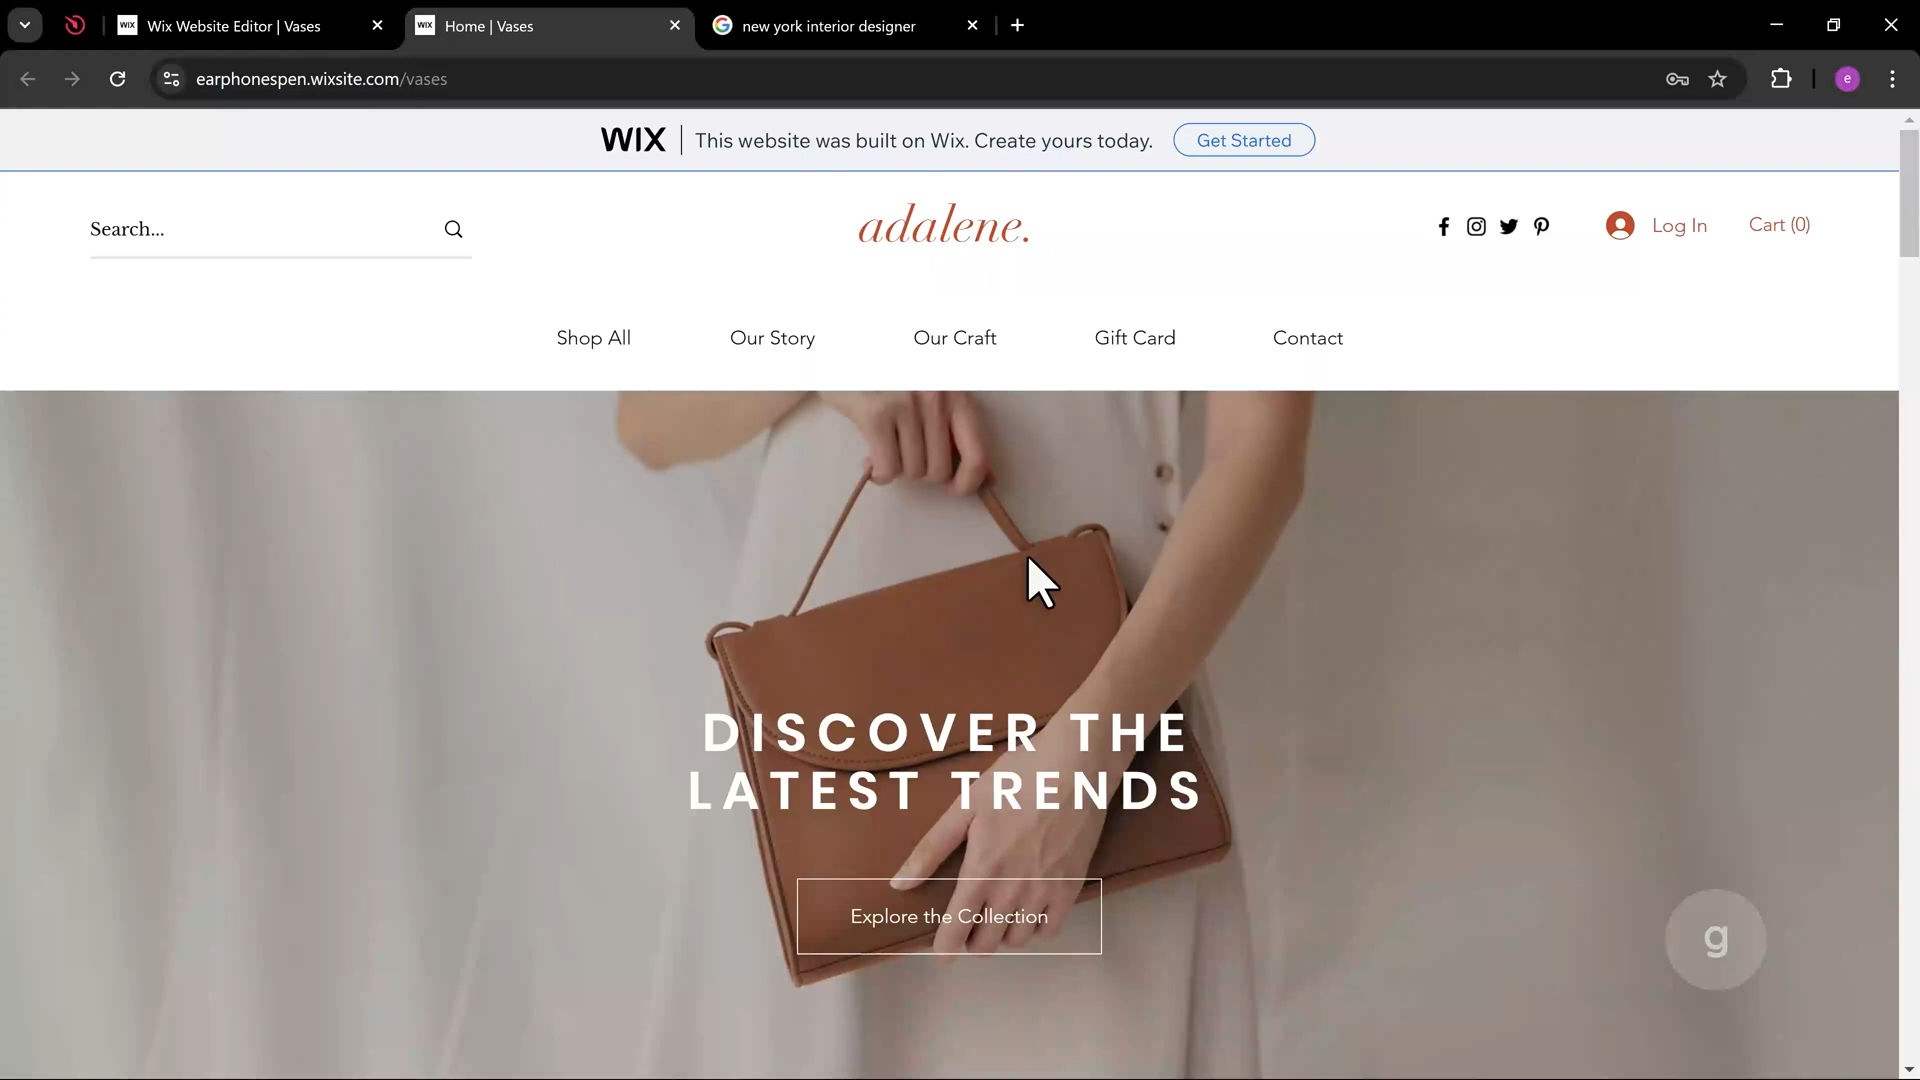 Wix Website Editor | Vases
Home | Vases
new york interior designer
earphonespen.wixsite.com/vases
e
WIX
This website was built on Wix. Create yours today.
Get Started
Search...
adalene.
Log In
Cart (0)
Shop All
Our Story
Our Craft
Gift Card
Contact
DISCOVER THE
LATEST TRENDS
Explore the Collection
g